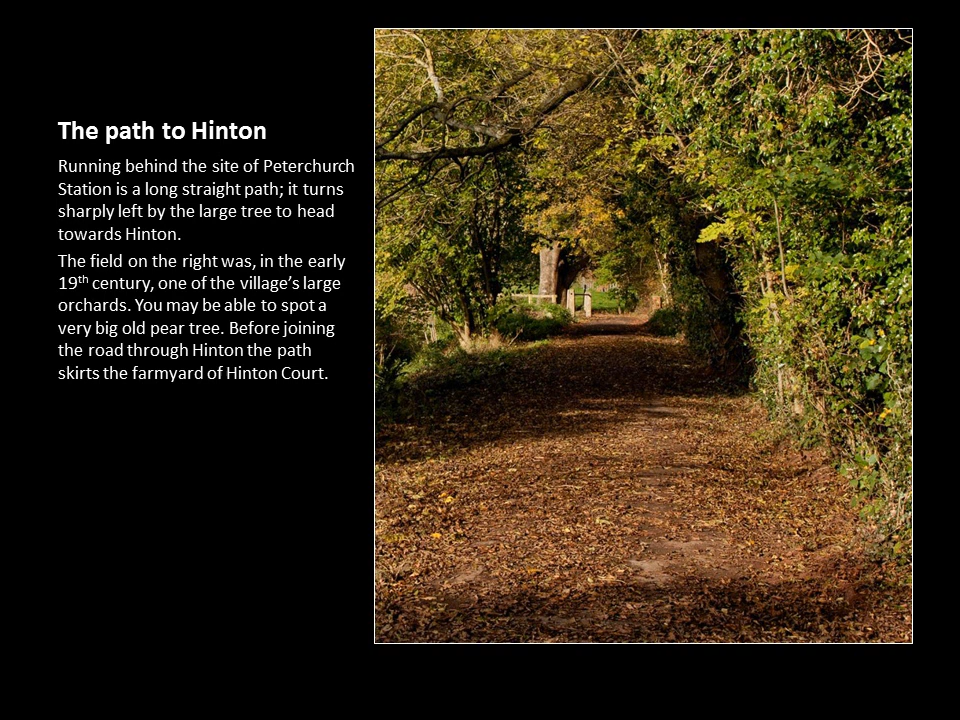 The path to Hinton
Running behind the site of Peterchurch
Station is a long straight path; it turns
sharply left by the large tree to head
towards Hinton.
The field on the right was, in the early
19th century, one of the village’s large
orchards. You may be able to spot a
very big old pear tree. Before joining
the road through Hinton the path
skirts the farmyard of Hinton Court.